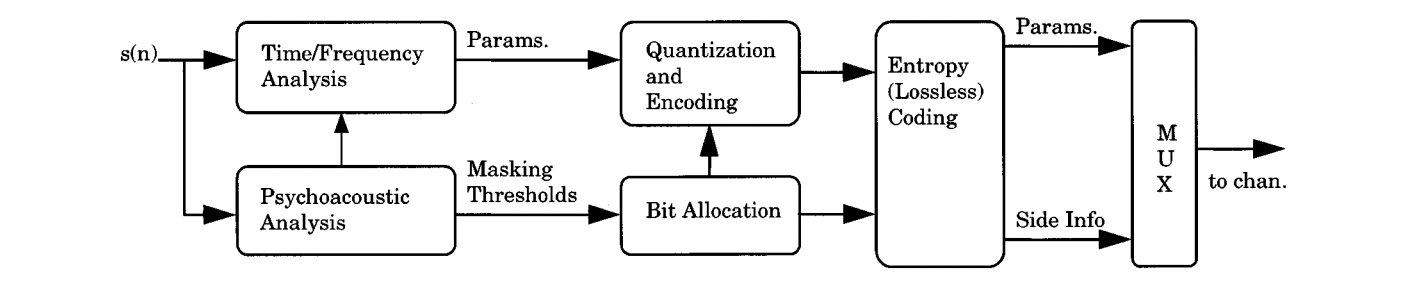 s(n)
Time/Frequency
Analysis
Params.
Quantization
and
Encoding
Entropy
(Lossless)
Coding
Params.
M
U
X
to chan.
Psychoacoustic
Analysis
Masking
Thresholds
Bit Allocation
Side Info